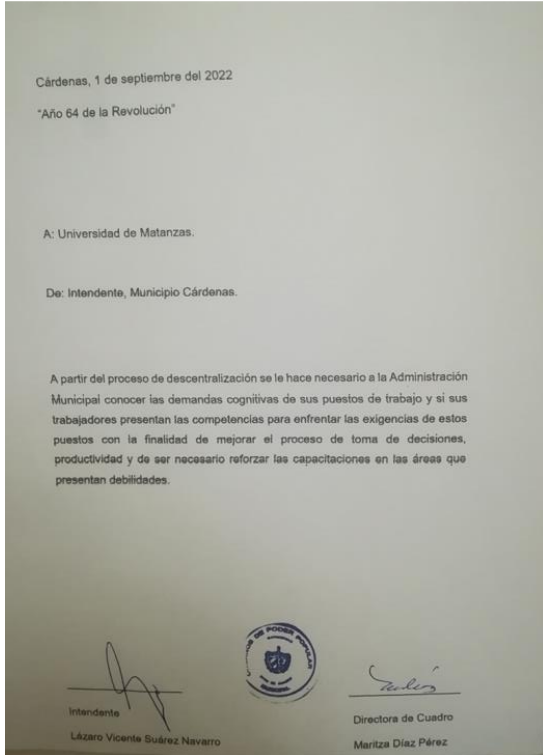 Cárdenas, 1 de septiembre del 2022
"Año 64 de la Revolución"
A: Universidad de Matanzas.
De: Intendente, Municipio Cárdenas.
A partir del proceso de descentralización se le hace necesario a la Administración
Municipal conocer las demandas cognitivas de sus puestos de trabajo y si sus
trabajadores presentan las competencias para enfrentar las exigencias de estos
puestos con la finalidad de mejorar el proceso de toma de decisiones,
productividad y de ser necesario reforzar las capacitaciones en las áreas que
presentan debilidades.
DE PODER POPULAR
MUNICIPAL
Intendente
Lázaro Vicente Suárez Navarro
Directora de Cuadro
Maritza Díaz Pérez